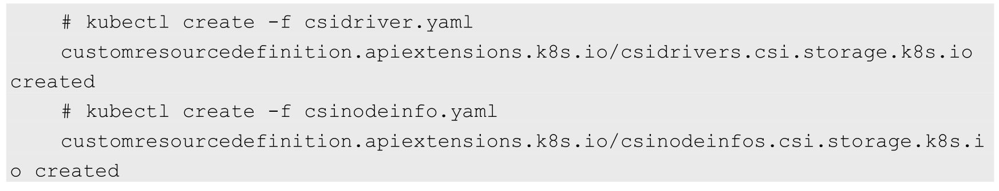 # kubectl create -f csidriver.yaml
customresourcedefinition.apiextensions.k8s.io/csidrivers.csi.storage.k8s.io
created
# kubectl create -f csinodeinfo.yaml
customresourcedefinition.apiextensions.k8s.io/csinodeinfos.csi.storage.k8s.i
o created